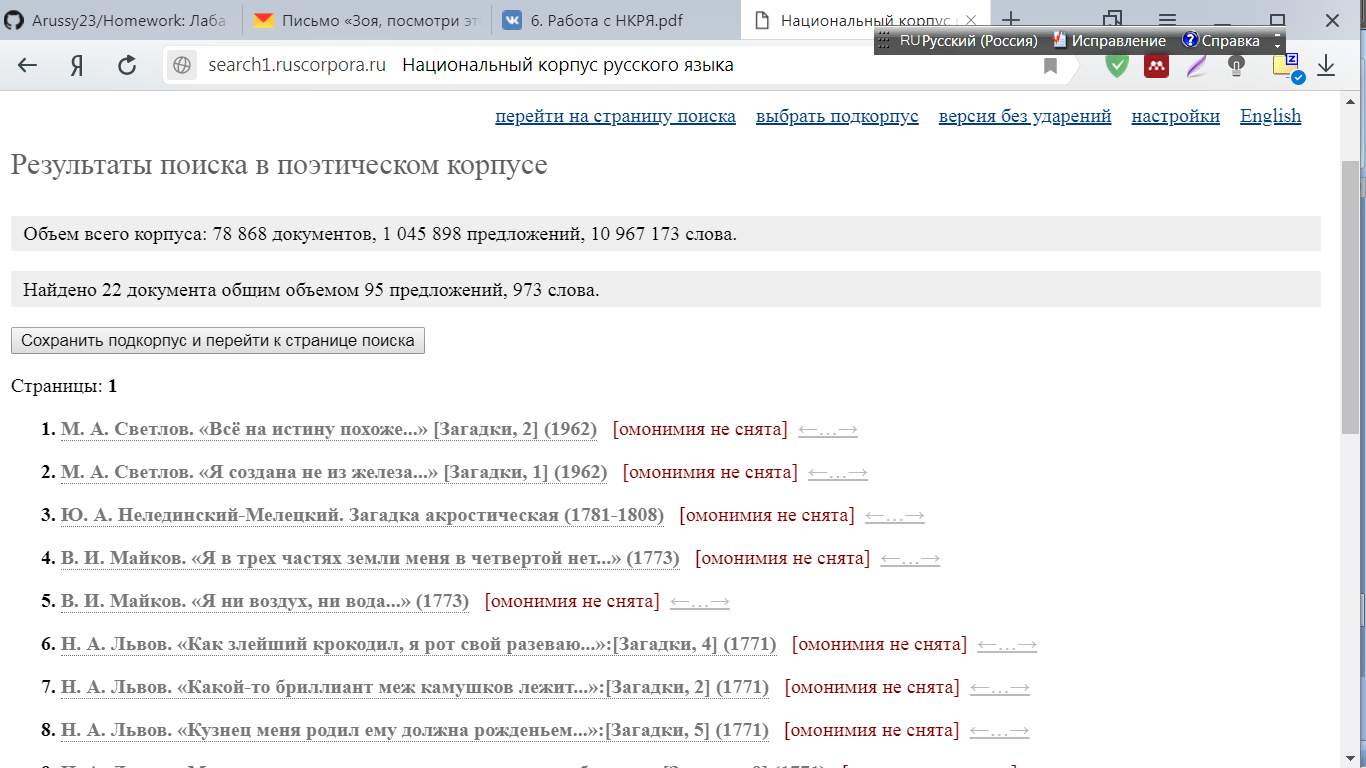 Arussy23/Homework: Лаба
Письмо «Зоя, посмотри эт
6. Работа с НКРЯ.pdf
Национальный корпус
RU Русский (Россия) Исправление Справка
Я search1.ruscorpora.ru Национальный корпус русского языка
перейти на страницу поиска выбрать подкорпус версия без ударений настройки English
Результаты поиска в поэтическом корпусе
Объем всего корпуса: 78 868 документов, 1 045 898 предложений, 10 967 173 слова.
Найдено 22 документа общим объемом 95 предложений, 973 слова.
Сохранить подкорпус и перейти к странице поиска
Страницы: 1
1. М. А. Светлов. «Всё на истину похоже...» [Загадки, 2] (1962) [омонимия не снята] ←...→
2. М. А. Светлов. «Я создана не из железа...» [Загадки, 1] (1962) [омонимия не снята] ←...→
3. Ю. А. Нелединский-Мелецкий. Загадка акростическая (1781-1808) [омонимия не снята] ←...→
4. В. И. Майков. «Я в трех частях земли меня в четвертой нет...» (1773) [омонимия не снята] ←...→
5. В. И. Майков. «Я ни воздух, ни вода...» (1773) [омонимия не снята] ←...→
6. Н. А. Львов. «Как злейший крокодил, я рот свой разеваю...»:[Загадки, 4] (1771) [омонимия не снята] ←...→
7. Н. А. Львов. «Какой-то бриллиант меж камушков лежит...»:[Загадки, 2] (1771) [омонимия не снята] ←...→
8. Н. А. Львов. «Кузнец меня родил ему должна рожденьем...»:[Загадки, 5] (1771) [омонимия не снята] ←...→